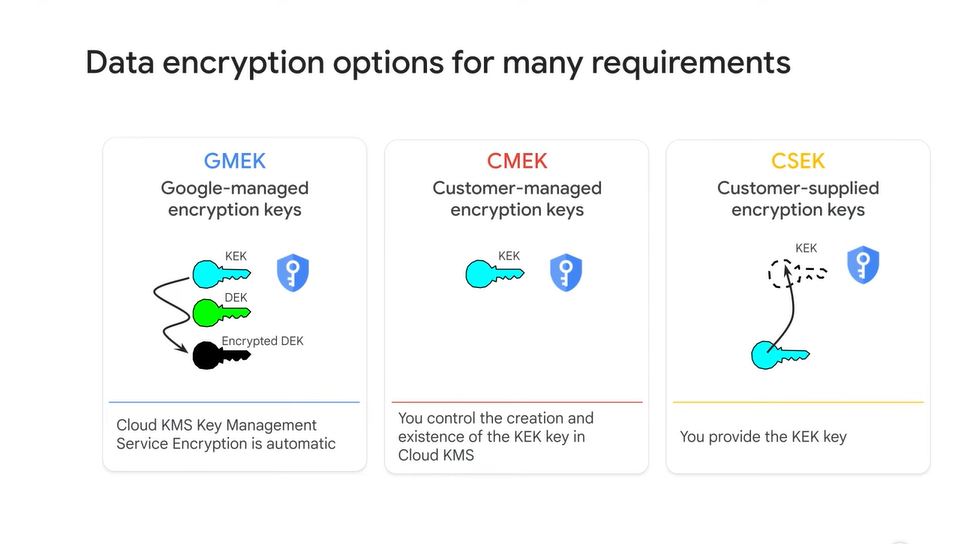 Data encryption options for many requirements
GMEK
Google-managed
encryption keys
KEK
DEK
Encrypted DEK
Cloud KMS Key Management
Service Encryption is automatic
CMEK
Customer-managed
encryption keys
KEK
You control the creation and
existence of the KEK key in
Cloud KMS
CSEK
Customer-supplied
encryption keys
KEK
You provide the KEK key